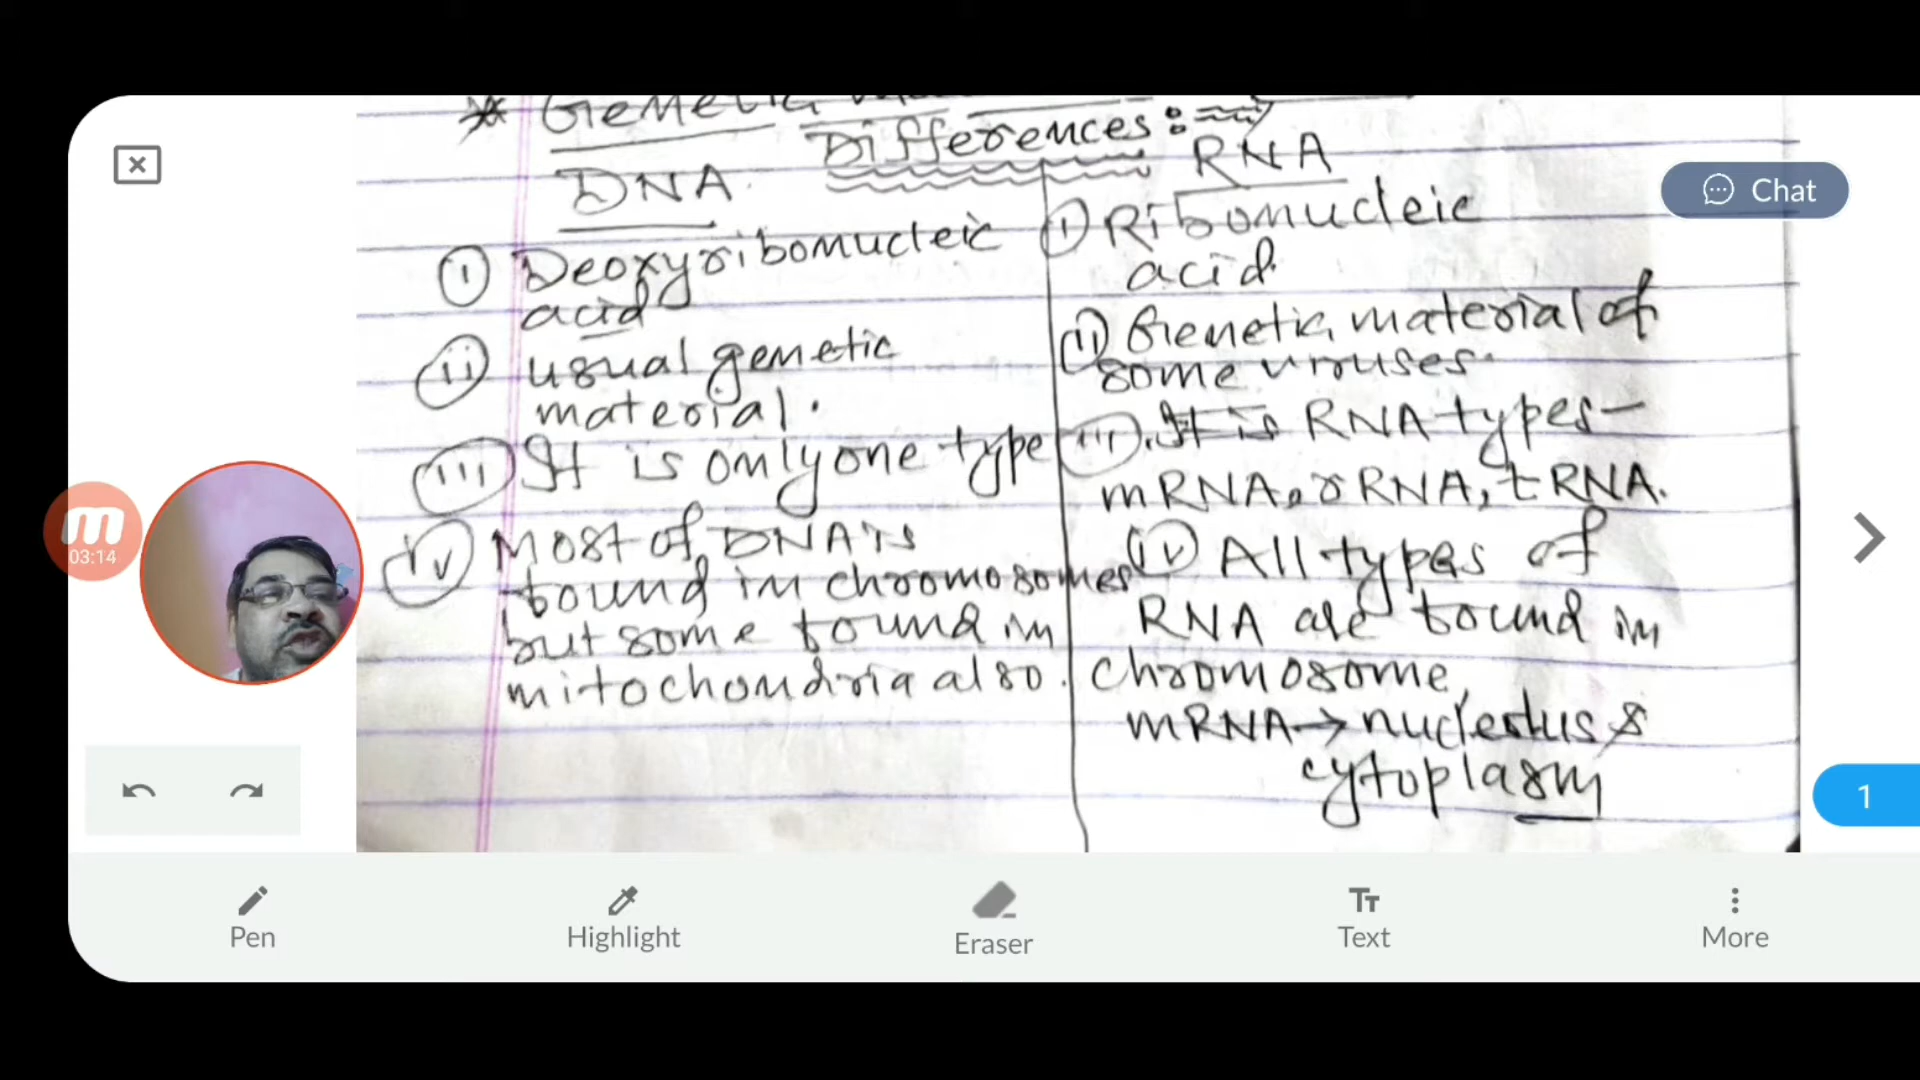 * Genetic
Differences:
DNA
RNA
(i) Deoxyribonucleic
acid
(ii) usual genetic
material.
(iii) It is only one type
(iv) Most of DNA is
found in chromosomes
but some found in
mitochondria also.
(i) Ribonucleic
acid.
(ii) Genetic material of
some viruses.
(iii). It is RNA types-
mRNA, rRNA, tRNA.
(iv) All types of
RNA are found in
chromosome,
mRNA→ &
cytoplasm
Chat
m
03:14
1
Pen
Highlight
Eraser
Text
More